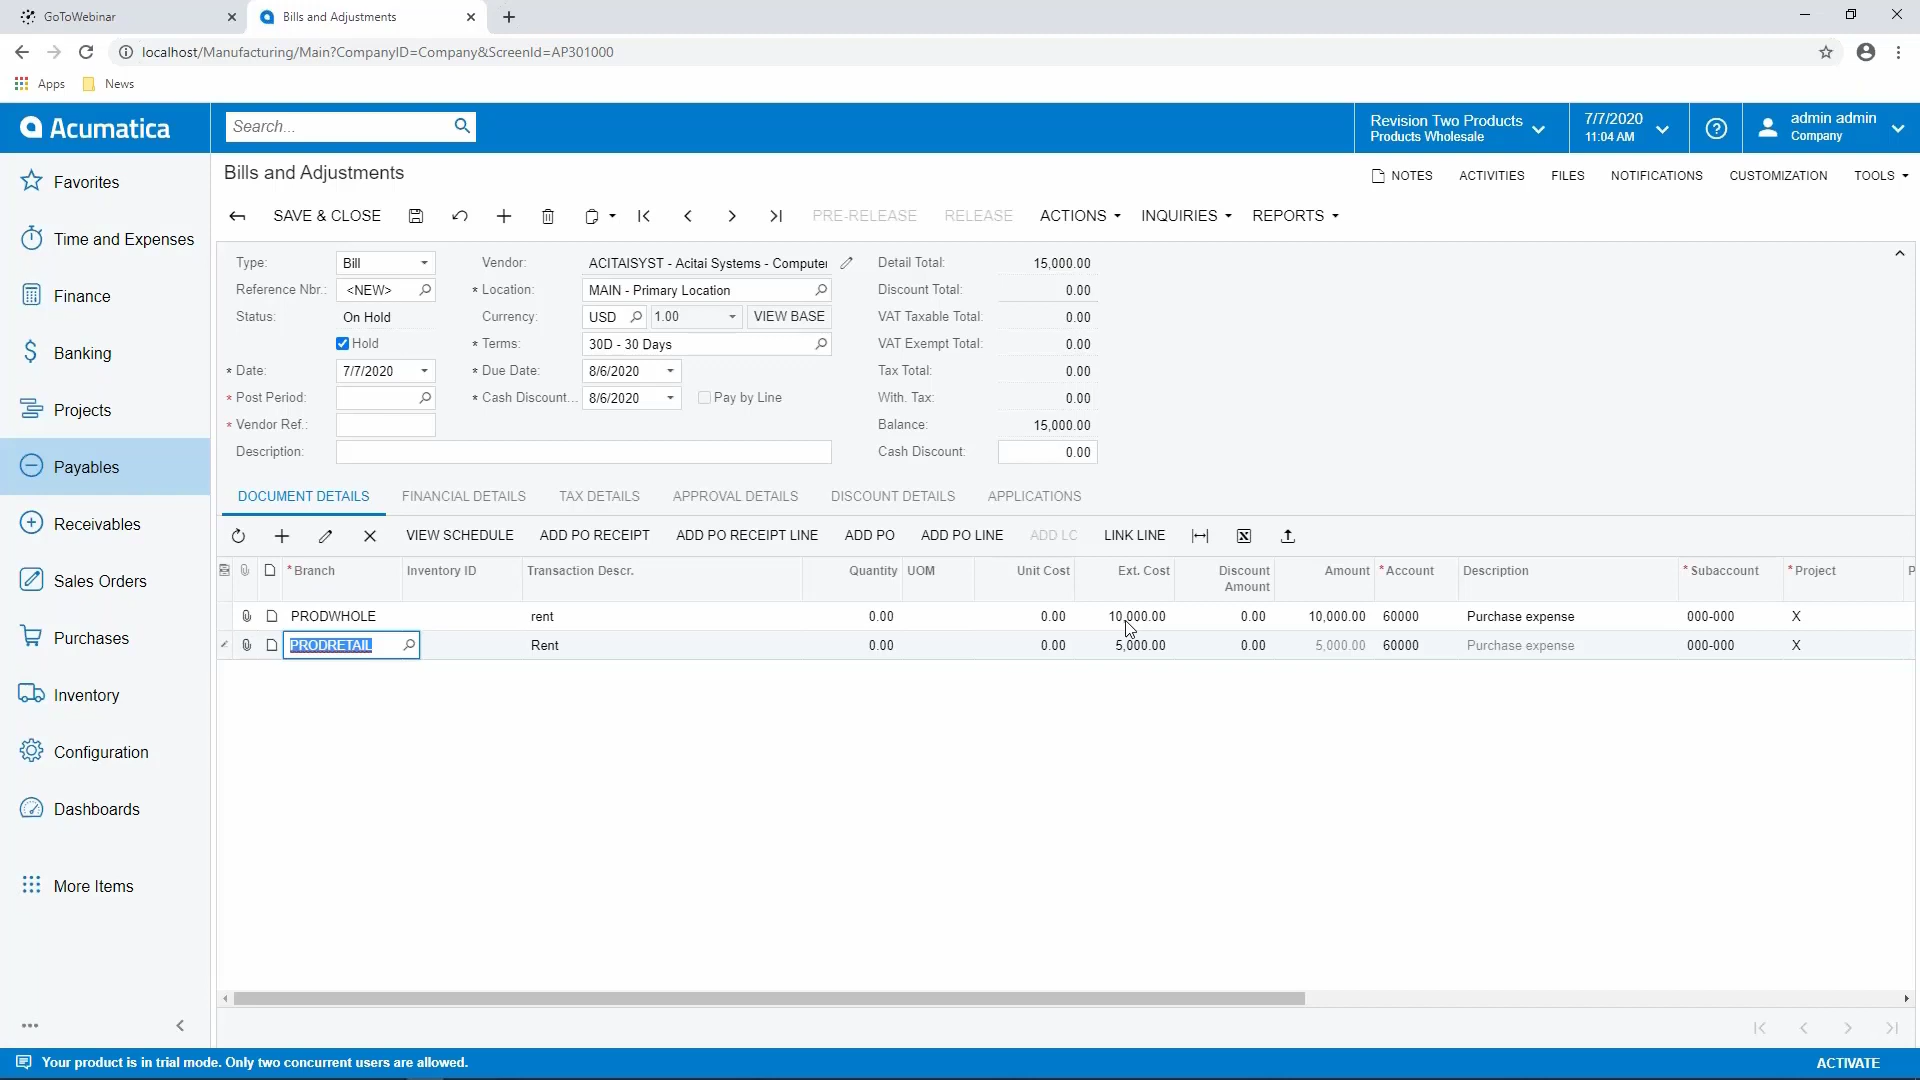 GoToWebinar
Bills and Adjustments
localhost/Manufacturing/Main?CompanyID=Company&ScreenId=AP301000
Apps News
Acumatica
Search...
Revision Two Products
Products Wholesale
7/7/2020
11:04 AM
admin admin
Company
Favorites
Time and Expenses
Finance
Banking
Projects
Payables
Receivables
Sales Orders
Purchases
Inventory
Configuration
Dashboards
More Items
Bills and Adjustments
NOTES ACTIVITIES FILES NOTIFICATIONS CUSTOMIZATION TOOLS
SAVE & CLOSE PRE-RELEASE RELEASE ACTIONS INQUIRIES REPORTS
Type: Bill Vendor: ACITAISYST - Acitai Systems - Computer Detail Total: 15,000.00
Reference Nbr.: <NEW> * Location: MAIN - Primary Location Discount Total: 0.00
Status: On Hold Currency: USD 1.00 VIEW BASE VAT Taxable Total: 0.00
Hold * Terms: 30D - 30 Days VAT Exempt Total: 0.00
* Date: 7/7/2020 * Due Date: 8/6/2020 Tax Total: 0.00
* Post Period: * Cash Discount... 8/6/2020 Pay by Line With. Tax: 0.00
* Vendor Ref.: Balance: 15,000.00
Description: Cash Discount: 0.00
DOCUMENT DETAILS FINANCIAL DETAILS TAX DETAILS APPROVAL DETAILS DISCOUNT DETAILS APPLICATIONS
VIEW SCHEDULE ADD PO RECEIPT ADD PO RECEIPT LINE ADD PO ADD PO LINE ADD LC LINK LINE
* Branch Inventory ID Transaction Descr. Quantity UOM Unit Cost Ext. Cost Discount Amount Amount * Account Description * Subaccount * Project P
PRODWHOLE rent 0.00 0.00 10,000.00 0.00 10,000.00 60000 Purchase expense 000-000 X
PRODRETAIL Rent 0.00 0.00 5,000.00 0.00 5,000.00 60000 Purchase expense 000-000 X
Your product is in trial mode. Only two concurrent users are allowed. ACTIVATE